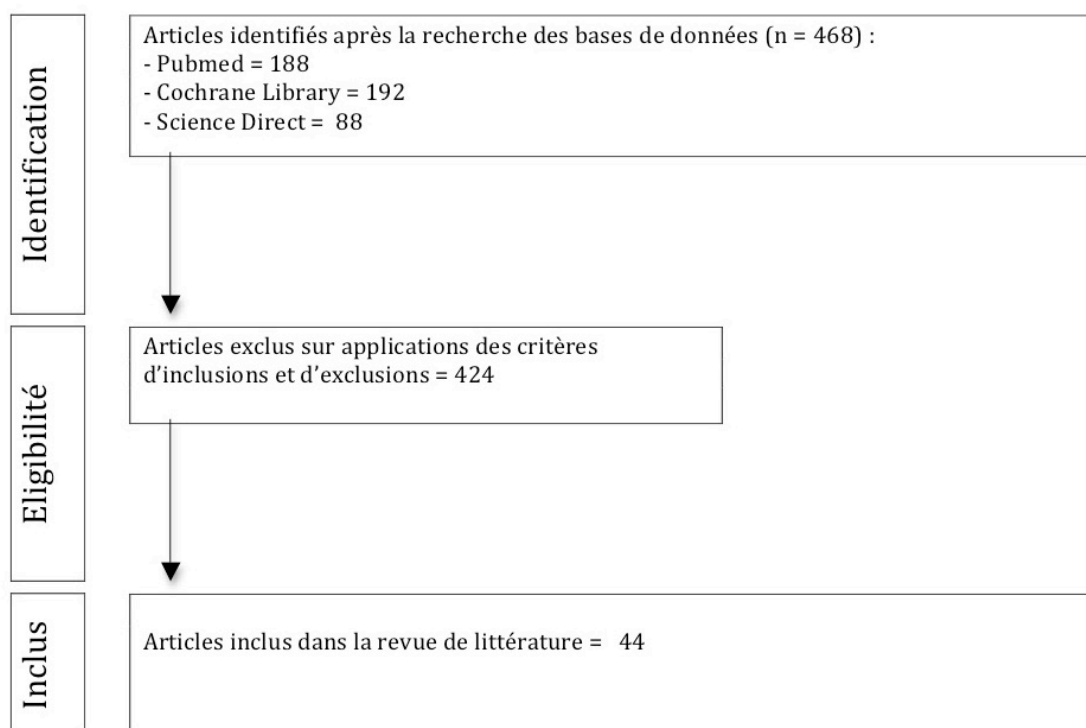 Identification
Articles identifiés après la recherche des bases de données (n = 468) :
- Pubmed = 188
- Cochrane Library = 192
- Science Direct = 88
Eligibilité
Articles exclus sur applications des critères
d'inclusions et d'exclusions = 424
Inclus
Articles inclus dans la revue de littérature = 44